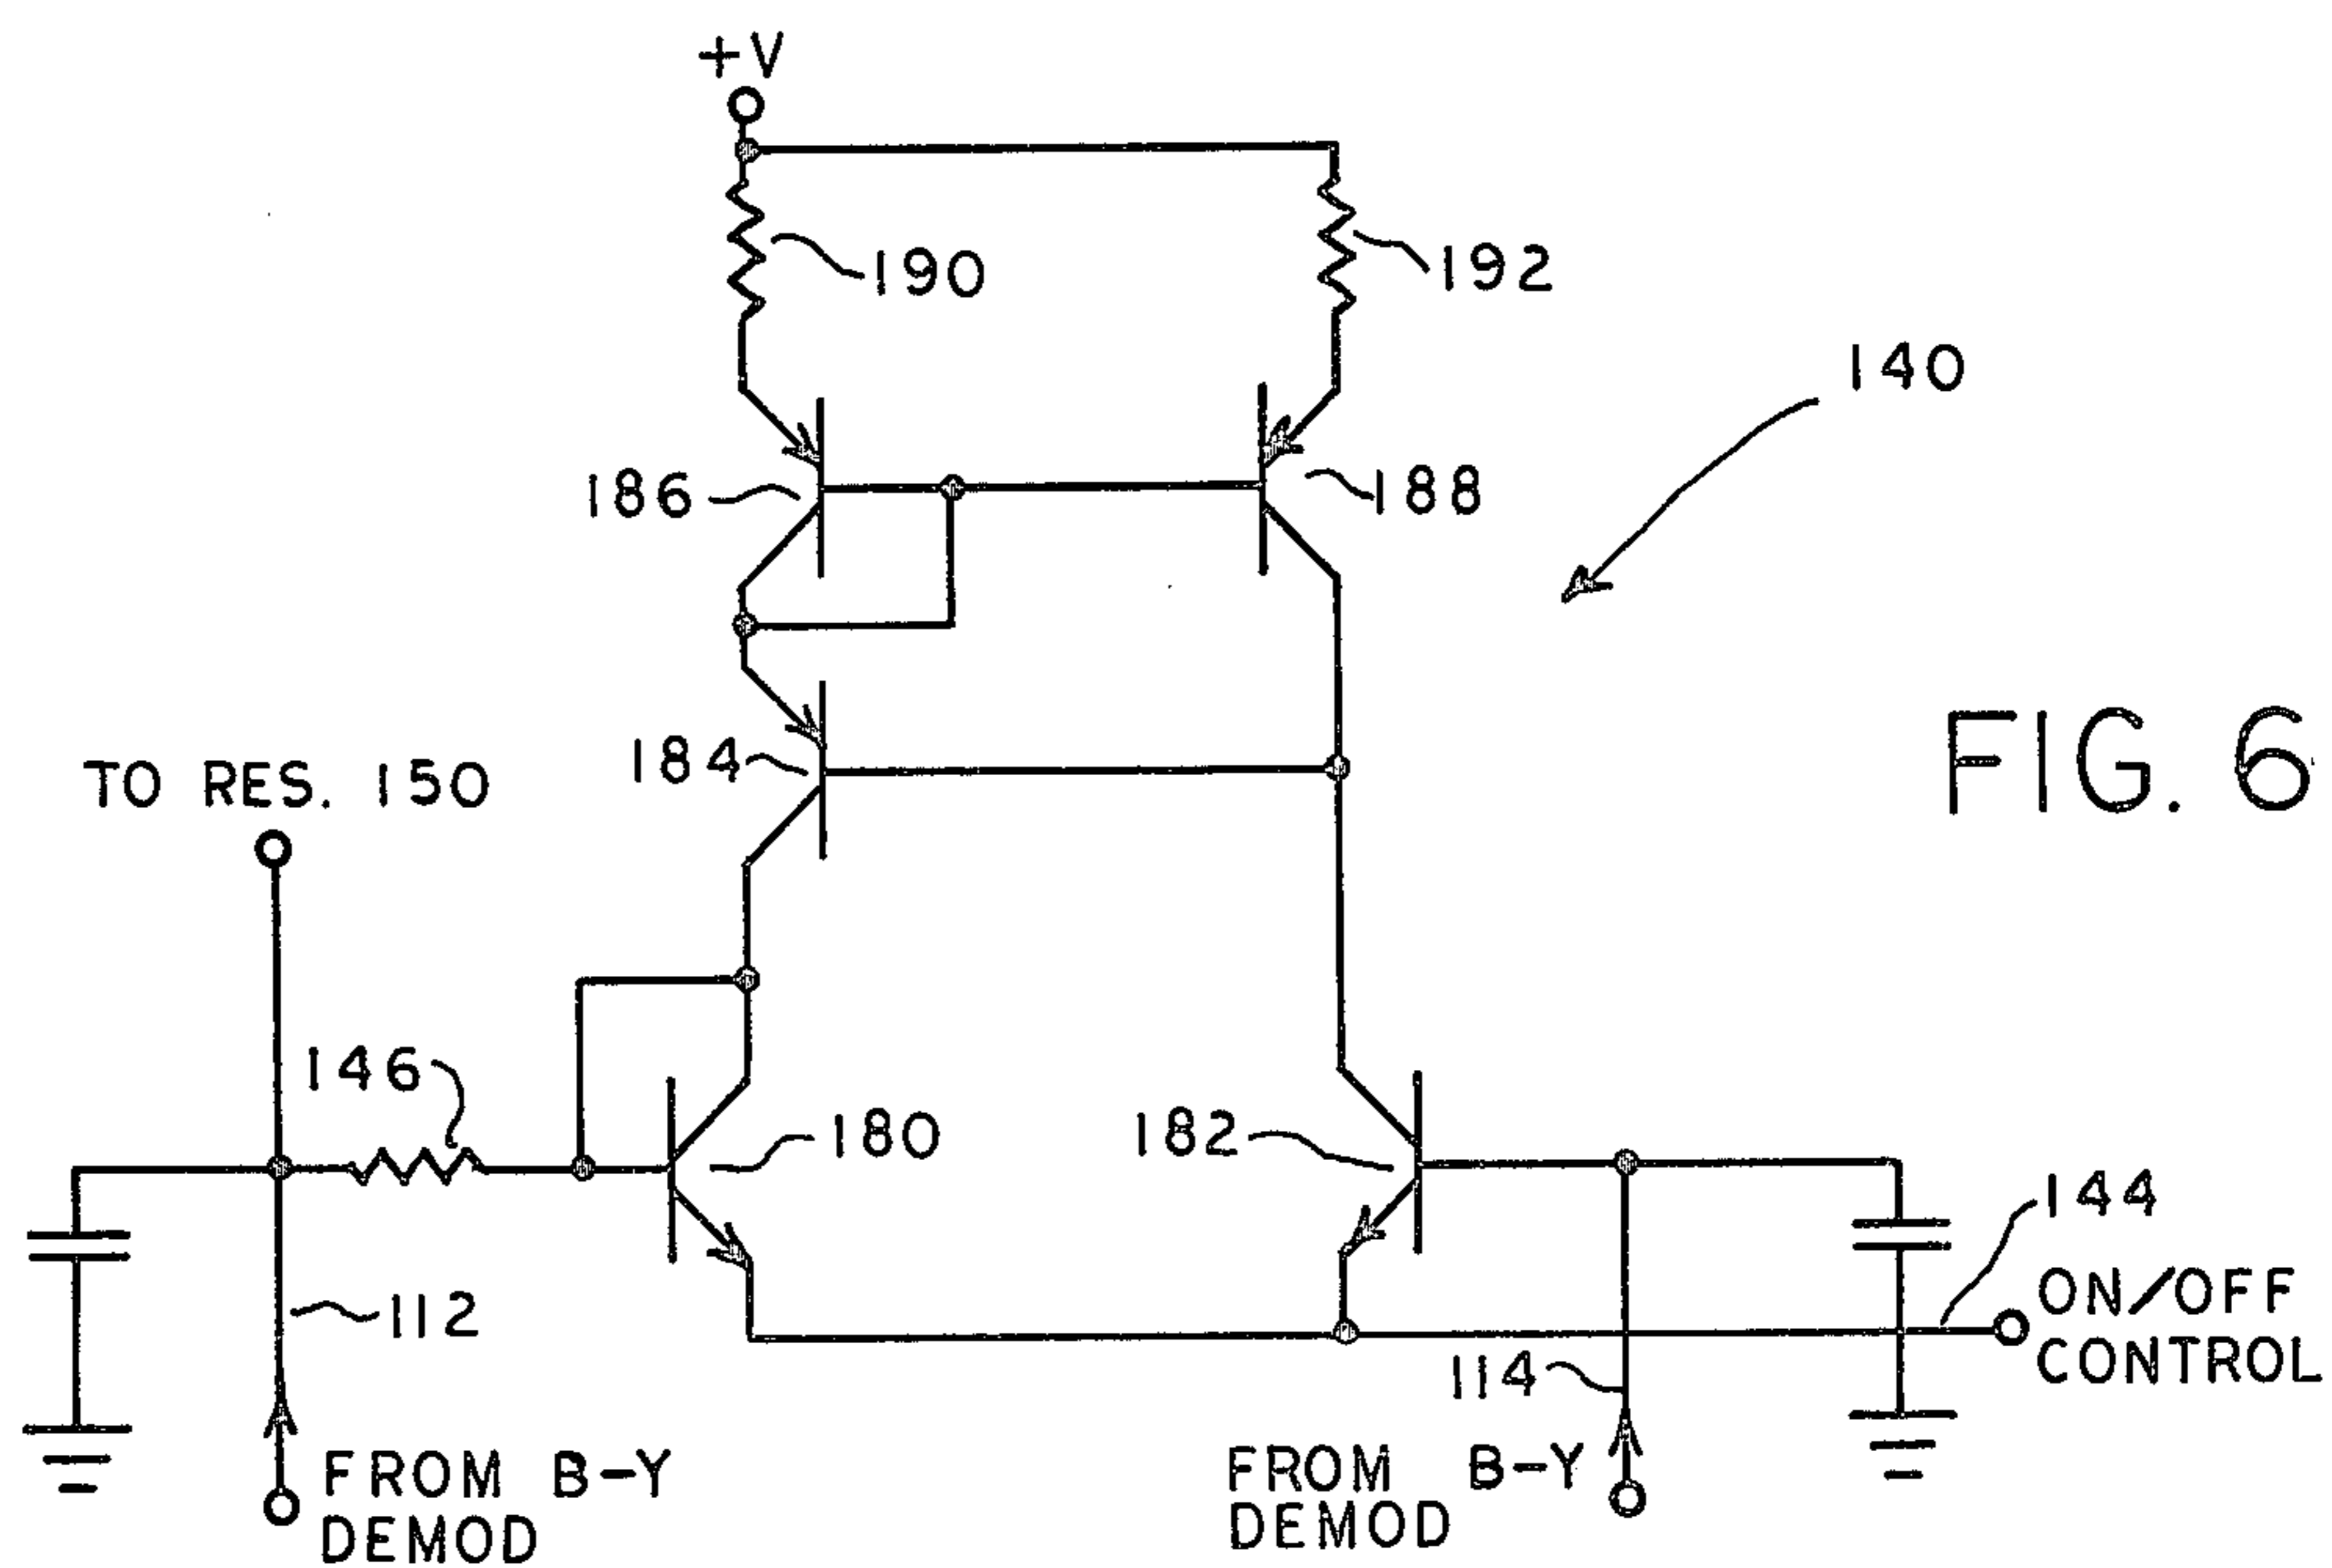 +V
190
192
140
186
188
184
TO RES. 150
FIG. 6
146
180
182
144
112
ON/OFF
CONTROL
114
FROM B-Y
DEMOD
FROM B-Y
DEMOD